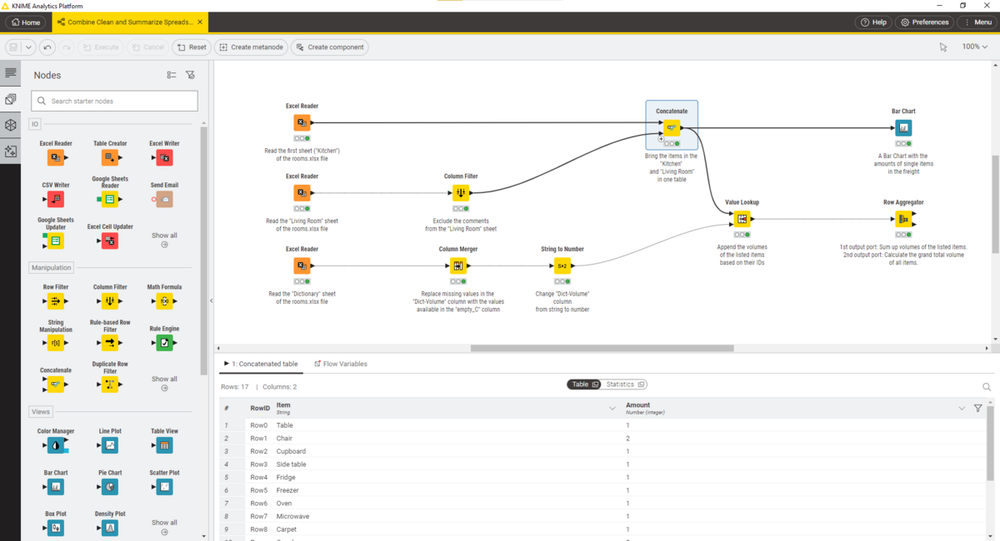 KNIME Analytics Platform
Home
Combine Clean and Summarize Spreads...
Help
Preferences
Menu
Execute
Cancel
Reset
Create metanode
Create component
100%
Nodes
Search starter nodes
IO
Excel Reader
Table Creator
Excel Writer
CSV Writer
Google Sheets
Reader
Send Email
Google Sheets
Updater
Excel Cell Updater
Show all
Manipulation
Row Filter
Column Filter
Math Formula
String
Manipulation
Rule-based Row
Filter
Rule Engine
Concatenate
Duplicate Row
Filter
Show all
Views
Color Manager
Line Plot
Table View
Bar Chart
Pie Chart
Scatter Plot
Box Plot
Density Plot
Show all
Excel Reader
Read the first sheet ("Kitchen")
of the rooms.xlsx file
Excel Reader
Read the "Living Room" sheet
of the rooms.xlsx file
Column Filter
Exclude the comments
from the "Living Room" sheet
Excel Reader
Read the "Dictionary" sheet
of the rooms.xlsx file
Column Merger
Replace missing values in the
"Dict-Volume" column with the values
available in the "empty_C" column
String to Number
S>2
Change "Dict-Volume"
column
from string to number
Concatenate
Bring the items in the
"Kitchen"
and "Living Room"
in one table
Value Lookup
Append the volumes
of the listed items
based on their IDs
Bar Chart
A Bar Chart with the
amounts of single items
in the freight
Row Aggregator
1st output port: Sum up volumes of the listed items.
2nd output port: Calculate the grand total volume
of all items.
1: Concatenated table
Flow Variables
Rows: 17 | Columns: 2
Table
Statistics
# RowID Item Amount
String Number (integer)
1 Row0 Table 1
2 Row1 Chair 2
3 Row2 Cupboard 1
4 Row3 Side table 1
5 Row4 Fridge 1
6 Row5 Freezer 1
7 Row6 Oven 1
8 Row7 Microwave 1
9 Row8 Carpet 1